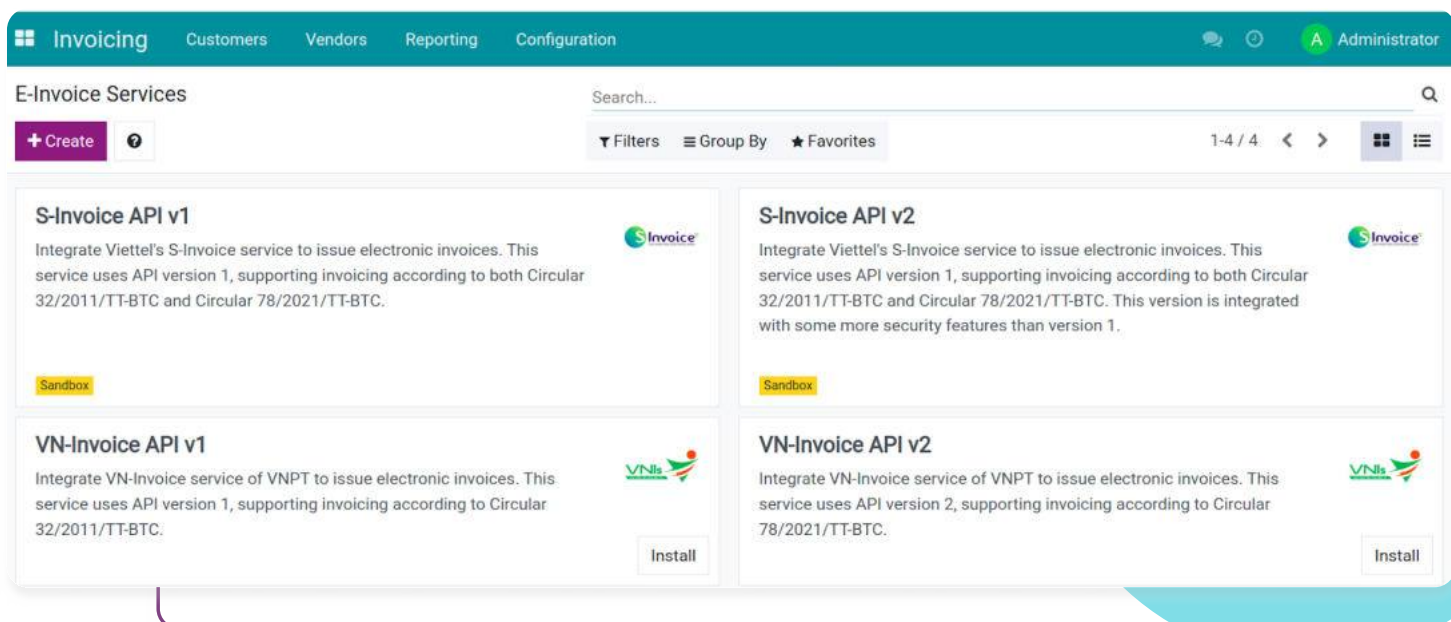 Invoicing Customers Vendors Reporting Configuration A Administrator
E-Invoice Services
Search...
+ Create
Filters Group By Favorites 1-4 / 4
S-Invoice API v1
S Invoice
Integrate Viettel's S-Invoice service to issue electronic invoices. This
service uses API version 1, supporting invoicing according to both Circular
32/2011/TT-BTC and Circular 78/2021/TT-BTC.
Sandbox
S-Invoice API v2
S Invoice
Integrate Viettel's S-Invoice service to issue electronic invoices. This
service uses API version 1, supporting invoicing according to both Circular
32/2011/TT-BTC and Circular 78/2021/TT-BTC. This version is integrated
with some more security features than version 1.
Sandbox
VN-Invoice API v1
VNIs
Integrate VN-Invoice service of VNPT to issue electronic invoices. This
service uses API version 1, supporting invoicing according to Circular
32/2011/TT-BTC.
Install
VN-Invoice API v2
VNIs
Integrate VN-Invoice service of VNPT to issue electronic invoices. This
service uses API version 2, supporting invoicing according to Circular
78/2021/TT-BTC.
Install